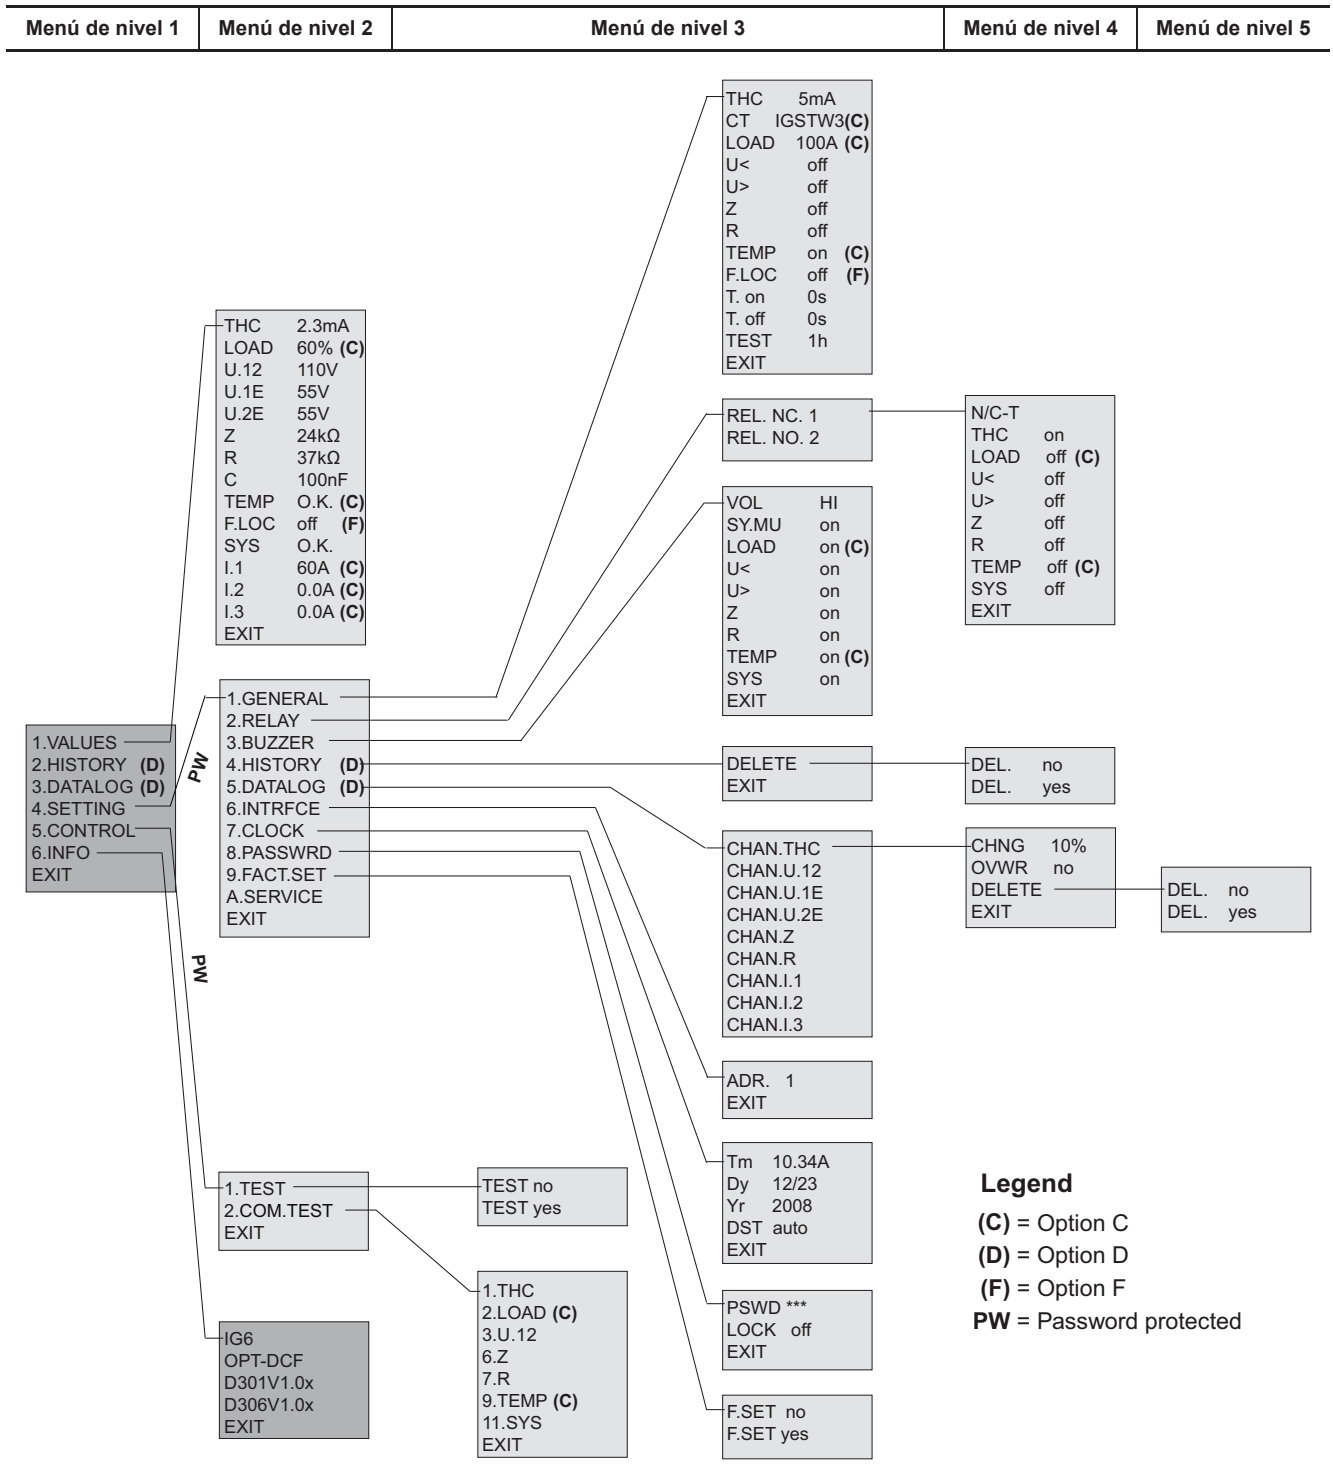 Menú de nivel 1 Menú de nivel 2 Menú de nivel 3 Menú de nivel 4 Menú de nivel 5
1.VALUES
2.HISTORY (D)
3.DATALOG (D)
4.SETTING
5.CONTROL
6.INFO
EXIT
PW
PW
THC 2.3mA
LOAD 60% (C)
U.12 110V
U.1E 55V
U.2E 55V
Z 24kΩ
R 37kΩ
C 100nF
TEMP O.K. (C)
F.LOC off (F)
SYS O.K.
I.1 60A (C)
I.2 0.0A (C)
I.3 0.0A (C)
EXIT
1.GENERAL
2.RELAY
3.BUZZER
4.HISTORY (D)
5.DATALOG (D)
6.INTRFCE
7.CLOCK
8.PASSWRD
9.FACT.SET
A.SERVICE
EXIT
1.TEST
2.COM.TEST
EXIT
IG6
OPT-DCF
D301V1.0x
D306V1.0x
EXIT
TEST no
TEST yes
1.THC
2.LOAD (C)
3.U.12
6.Z
7.R
9.TEMP (C)
11.SYS
EXIT
THC 5mA
CT IGSTW3(C)
LOAD 100A (C)
U< off
U> off
Z off
R off
TEMP on (C)
F.LOC off (F)
T. on 0s
T. off 0s
TEST 1h
EXIT
REL. NC. 1
REL. NO. 2
VOL HI
SY.MU on
LOAD on (C)
U< on
U> on
Z on
R on
TEMP on (C)
SYS on
EXIT
DELETE
EXIT
CHAN.THC
CHAN.U.12
CHAN.U.1E
CHAN.U.2E
CHAN.Z
CHAN.R
CHAN.I.1
CHAN.I.2
CHAN.I.3
ADR. 1
EXIT
Tm 10.34A
Dy 12/23
Yr 2008
DST auto
EXIT
PSWD ***
LOCK off
EXIT
F.SET no
F.SET yes
N/C-T
THC on
LOAD off (C)
U< off
U> off
Z off
R off
TEMP off (C)
SYS off
EXIT
DEL. no
DEL. yes
CHNG 10%
OVWR no
DELETE
EXIT
DEL. no
DEL. yes
Legend
(C) = Option C
(D) = Option D
(F) = Option F
PW = Password protected